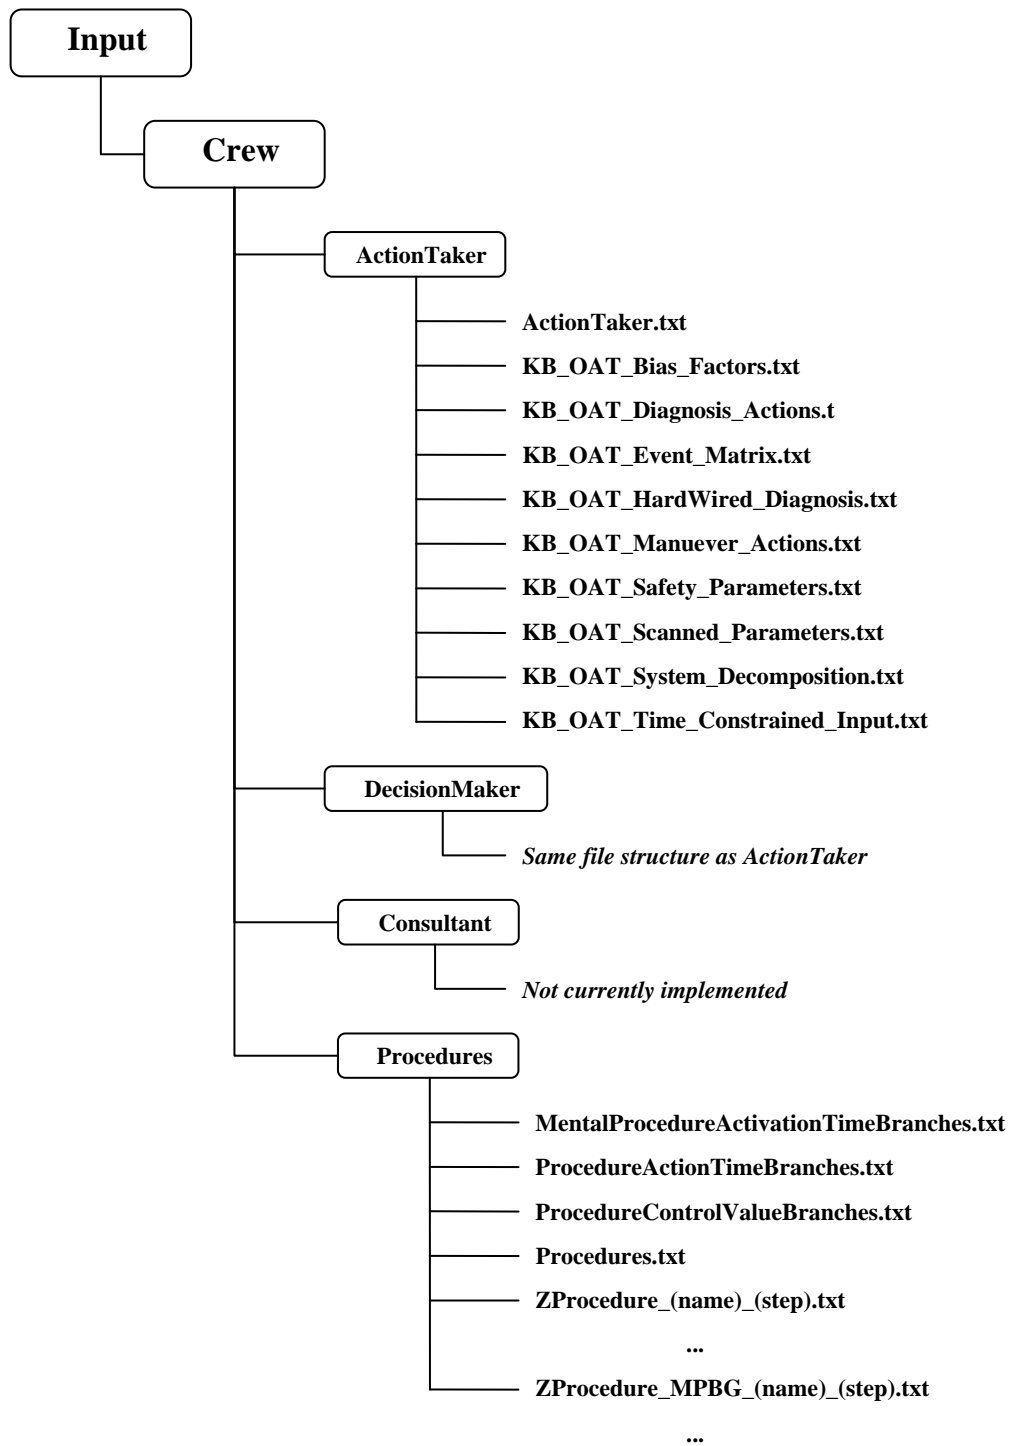 Input
Crew
ActionTaker
ActionTaker.txt
KB_OAT_Bias_Factors.txt
KB_OAT_Diagnosis_Actions.t
KB_OAT_Event_Matrix.txt
KB_OAT_HardWired_Diagnosis.txt
KB_OAT_Manuever_Actions.txt
KB_OAT_Safety_Parameters.txt
KB_OAT_Scanned_Parameters.txt
KB_OAT_System_Decomposition.txt
KB_OAT_Time_Constrained_Input.txt
DecisionMaker
Same file structure as ActionTaker
Consultant
Not currently implemented
Procedures
MentalProcedureActivationTimeBranches.txt
ProcedureActionTimeBranches.txt
ProcedureControlValueBranches.txt
Procedures.txt
ZProcedure_(name)_(step).txt
...
ZProcedure_MPBG_(name)_(step).txt
...